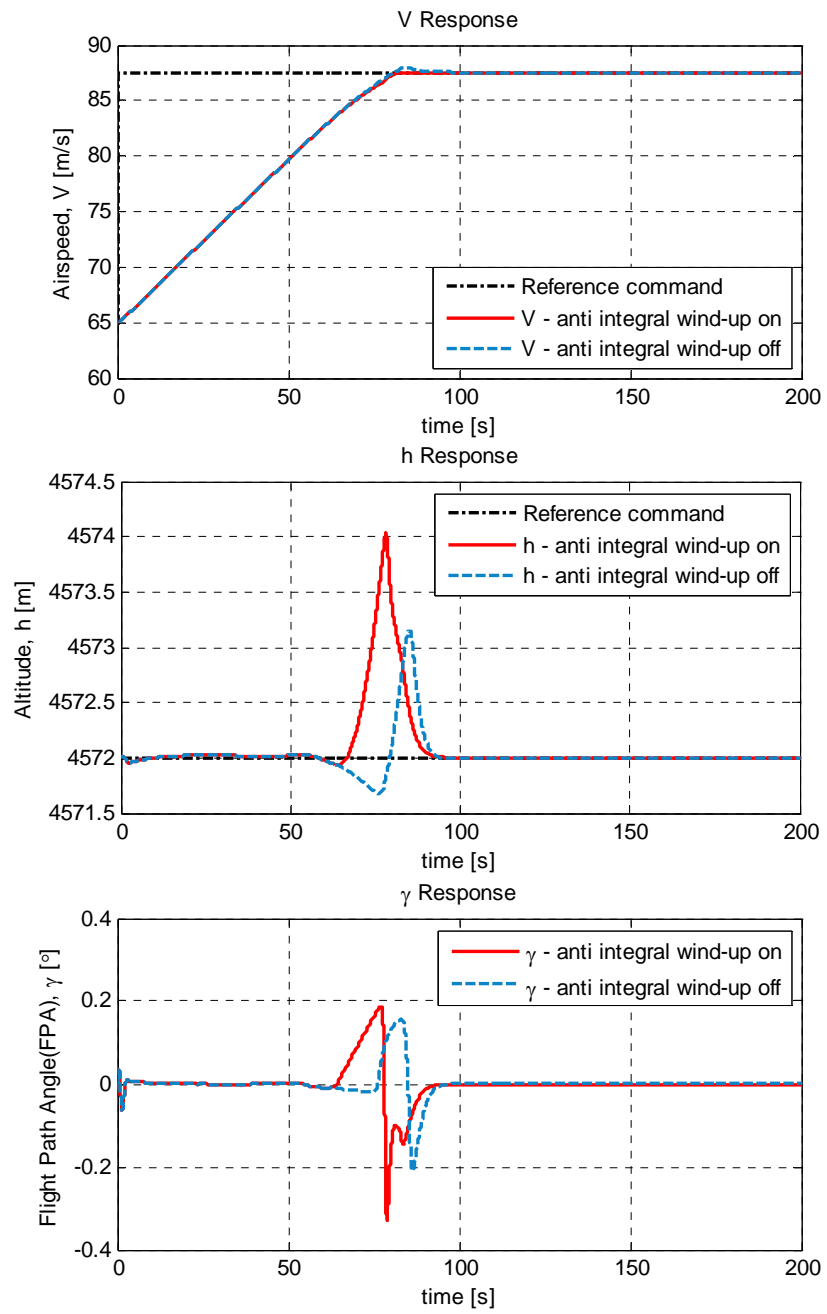 V Response
90
85
80
75
70
65
60
Airspeed, V [m/s]
Reference command
V - anti integral wind-up on
V - anti integral wind-up off
0 50 100 150 200
time [s]
h Response
4574.5
4574
4573.5
4573
4572.5
4572
4571.5
Altitude, h [m]
Reference command
h - anti integral wind-up on
h - anti integral wind-up off
0 50 100 150 200
time [s]
γ Response
0.4
0.2
0
-0.2
-0.4
Flight Path Angle(FPA), γ [°]
γ - anti integral wind-up on
γ - anti integral wind-up off
0 50 100 150 200
time [s]